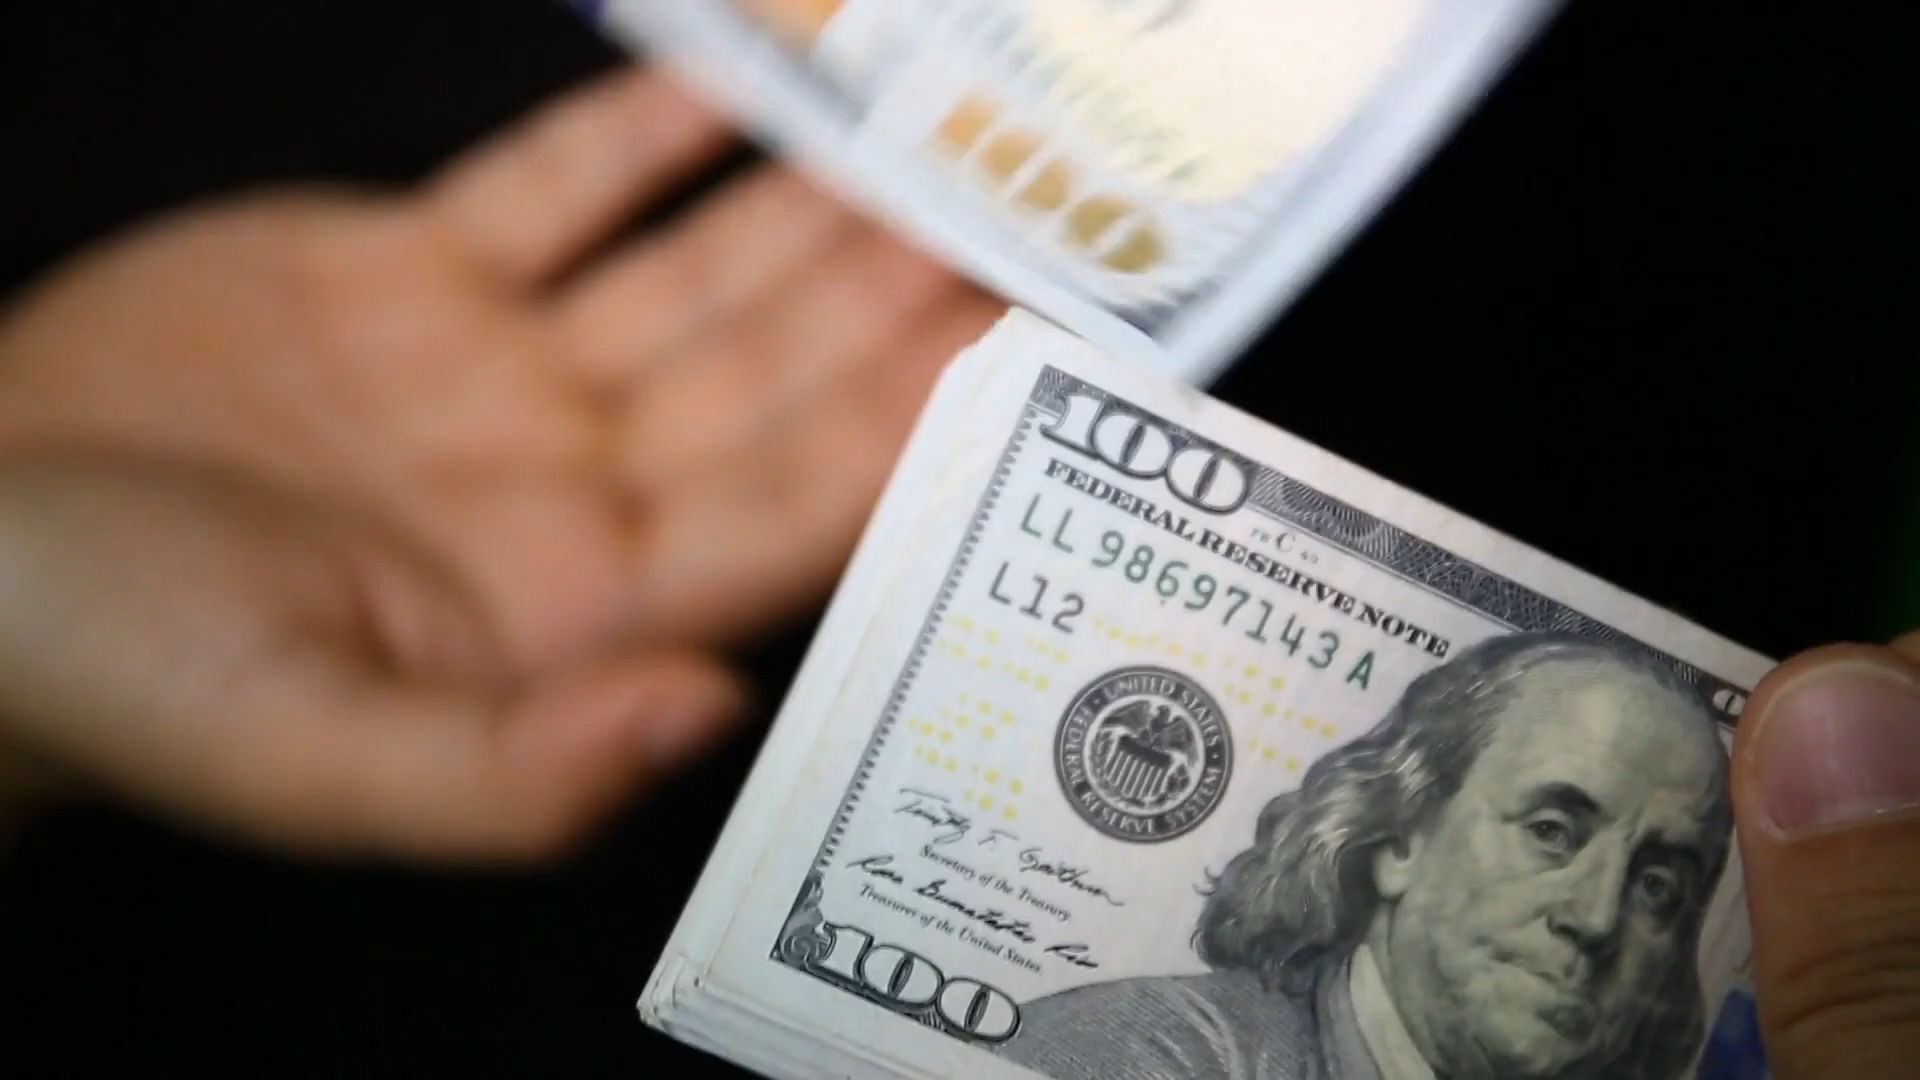 100
FEDERAL RESERVE NOTE
LL 98697143 A
L12
UNITED STATES
FEDERAL RESERVE SYSTEM
Secretary of the Treasury.
Treasurer of the United States.
100